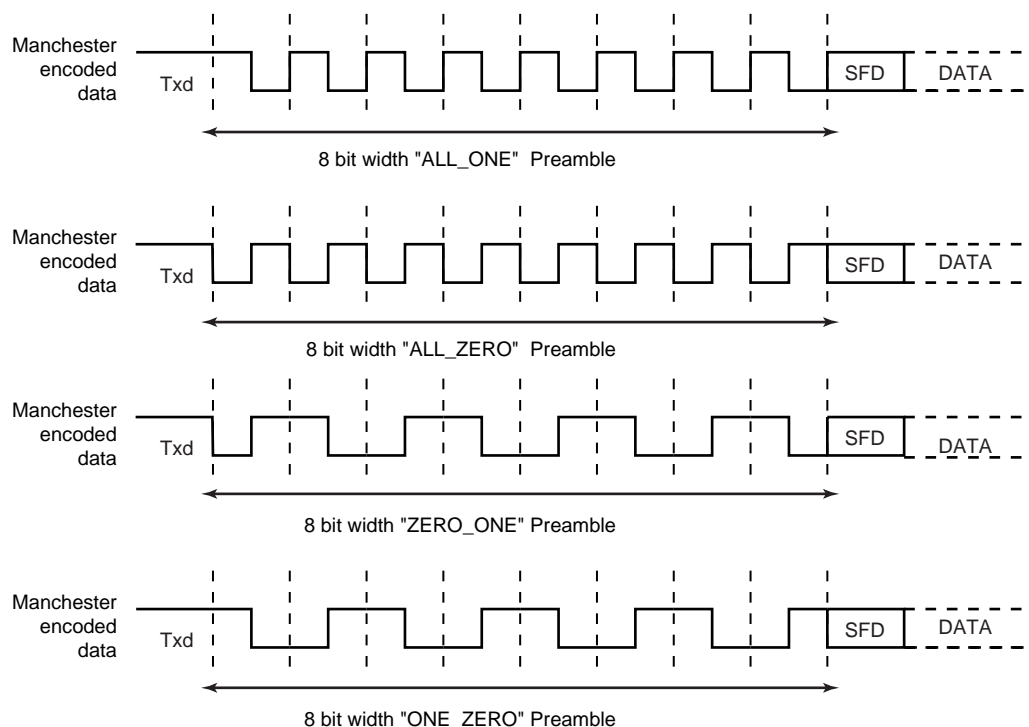 Manchester
encoded
data
Txd
SFD
DATA
8 bit width "ALL_ONE" Preamble
Manchester
encoded
data
Txd
SFD
DATA
8 bit width "ALL_ZERO" Preamble
Manchester
encoded
data
Txd
SFD
DATA
8 bit width "ZERO_ONE" Preamble
Manchester
encoded
data
Txd
SFD
DATA
8 bit width "ONE_ZERO" Preamble